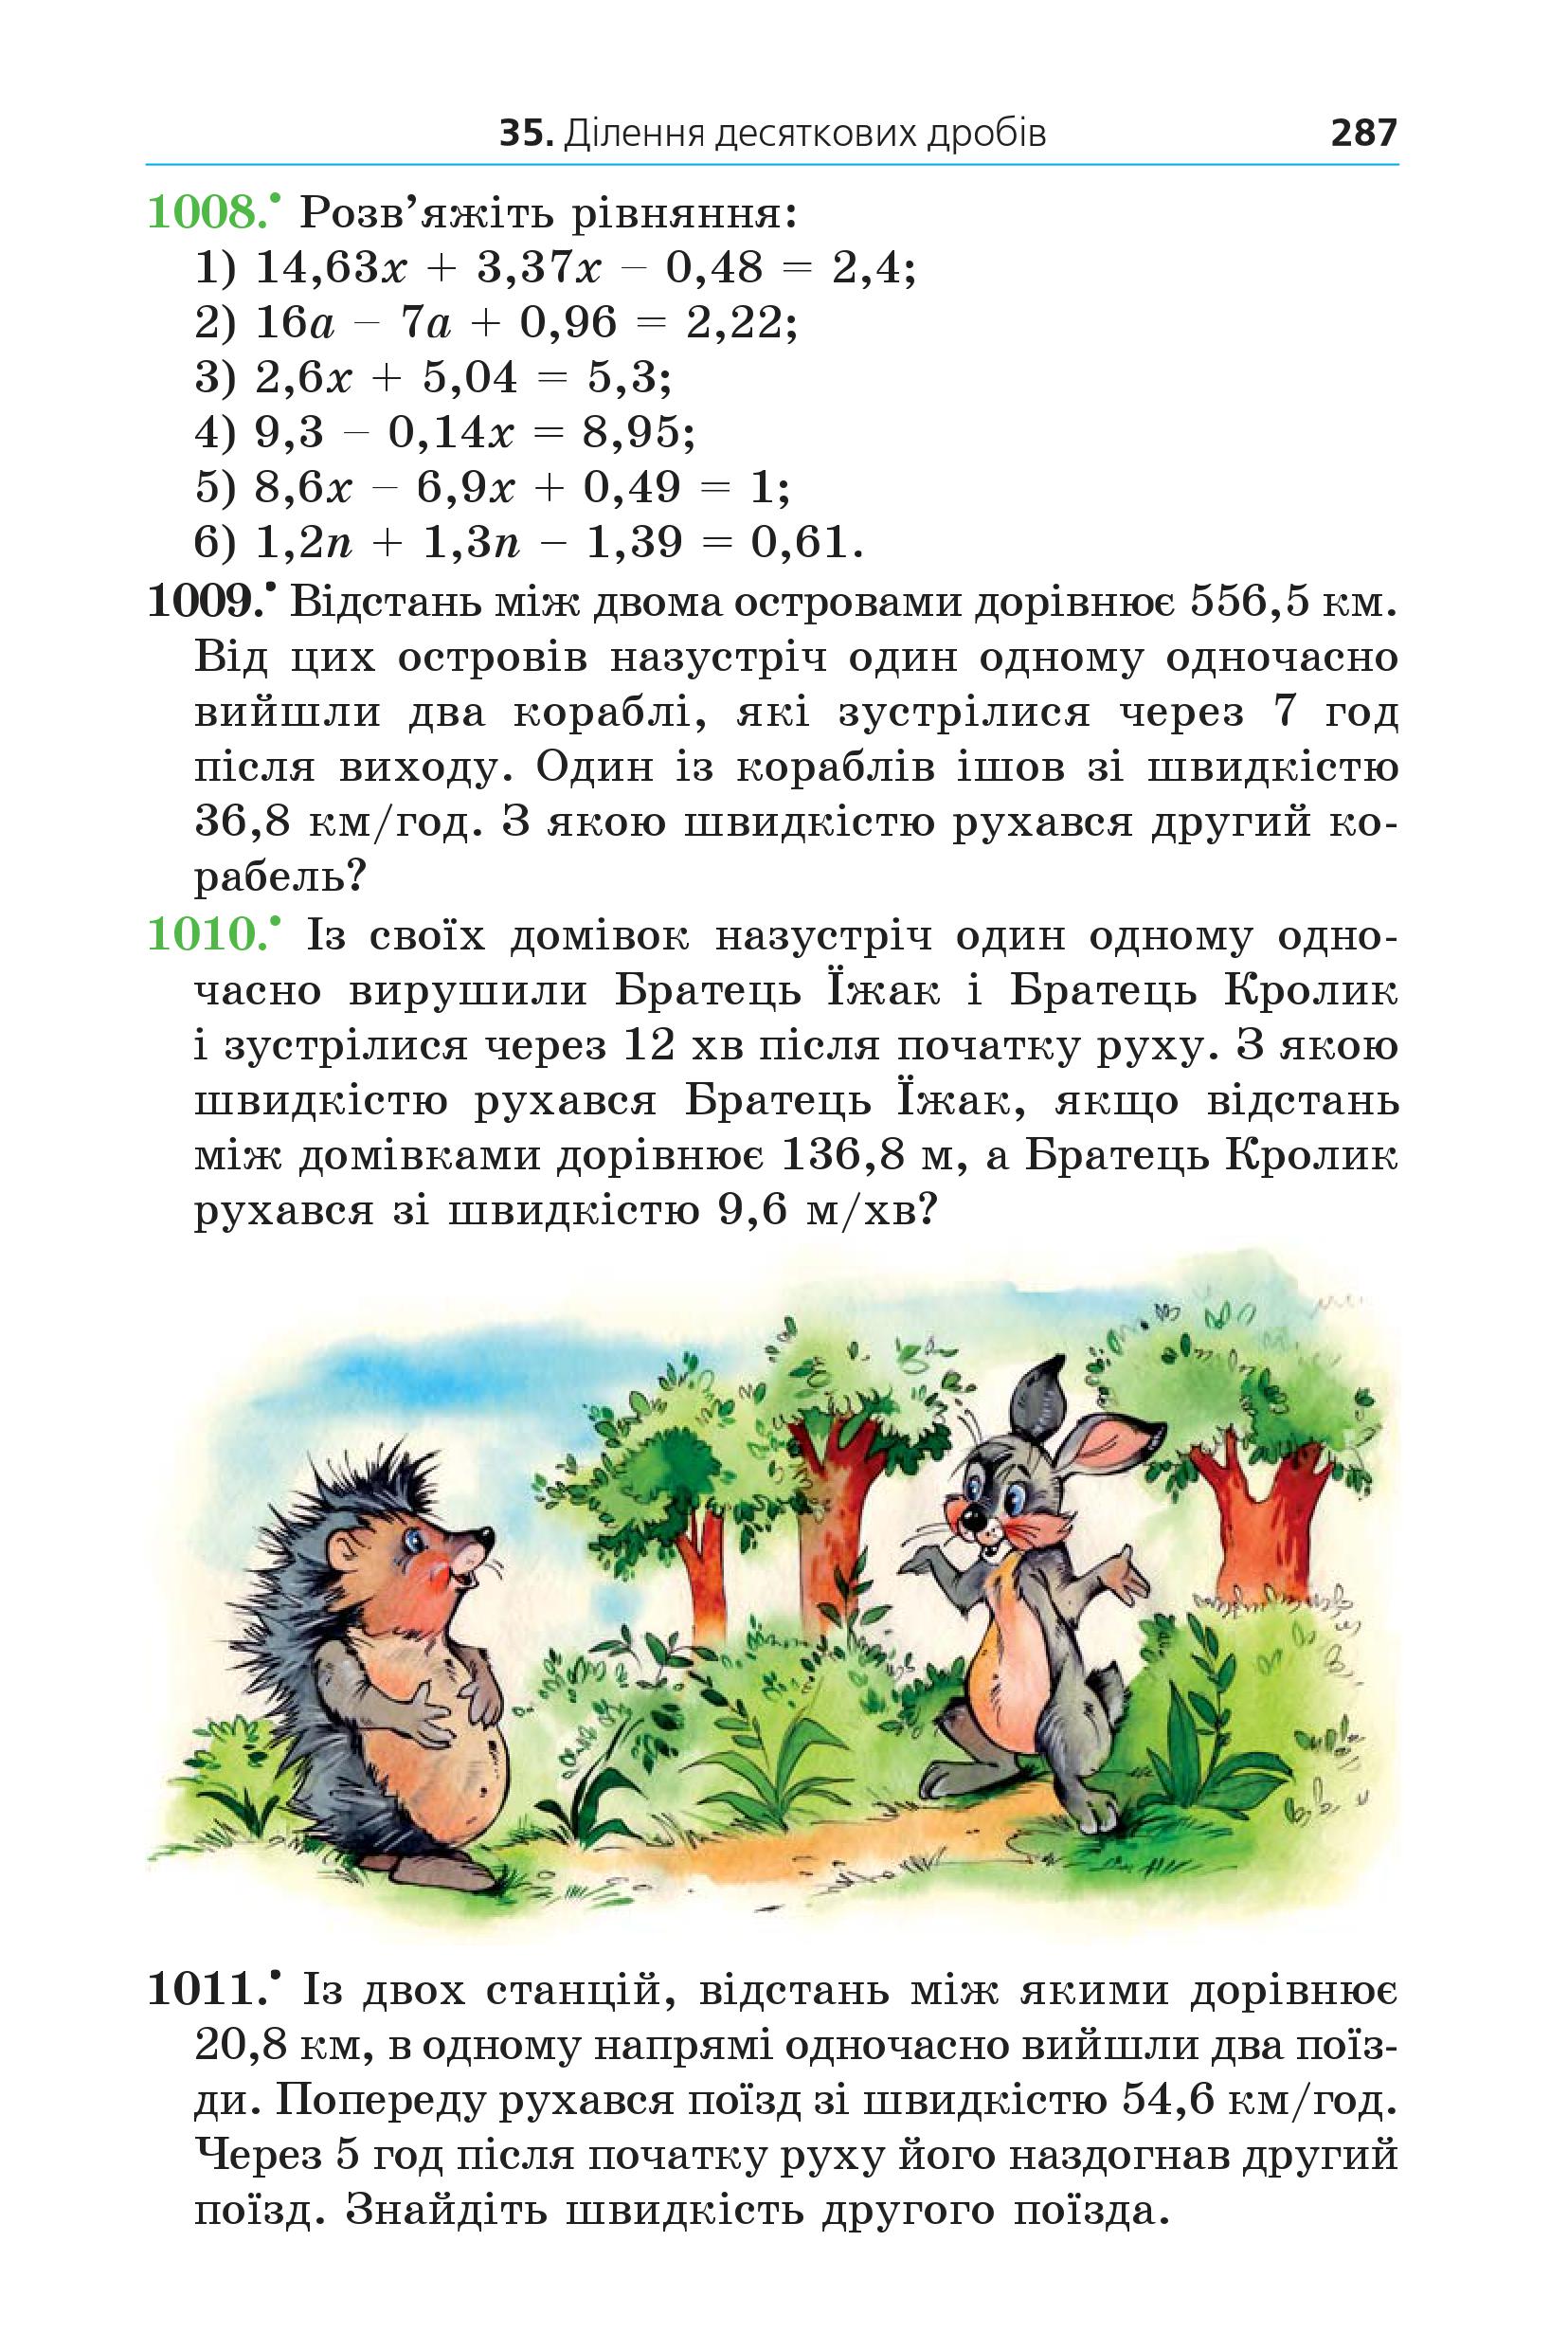 35. Ділення десяткових дробів 287
1008.• Розв’яжіть рівняння:
1) 14,63x + 3,37x – 0,48 = 2,4;
2) 16a – 7a + 0,96 = 2,22;
3) 2,6x + 5,04 = 5,3;
4) 9,3 – 0,14x = 8,95;
5) 8,6x – 6,9x + 0,49 = 1;
6) 1,2n + 1,3n – 1,39 = 0,61.
1009.• Відстань між двома островами дорівнює 556,5 км.
Від цих островів назустріч один одному одночасно
вийшли два кораблі, які зустрілися через 7 год
після виходу. Один із кораблів ішов зі швидкістю
36,8 км/год. З якою швидкістю рухався другий ко-
рабель?
1010.• Із своїх домівок назустріч один одному одно-
часно вирушили Братець Їжак і Братець Кролик
і зустрілися через 12 хв після початку руху. З якою
швидкістю рухався Братець Їжак, якщо відстань
між домівками дорівнює 136,8 м, а Братець Кролик
рухався зі швидкістю 9,6 м/хв?
1011.• Із двох станцій, відстань між якими дорівнює
20,8 км, в одному напрямі одночасно вийшли два поїз-
ди. Попереду рухався поїзд зі швидкістю 54,6 км/год.
Через 5 год після початку руху його наздогнав другий
поїзд. Знайдіть швидкість другого поїзда.